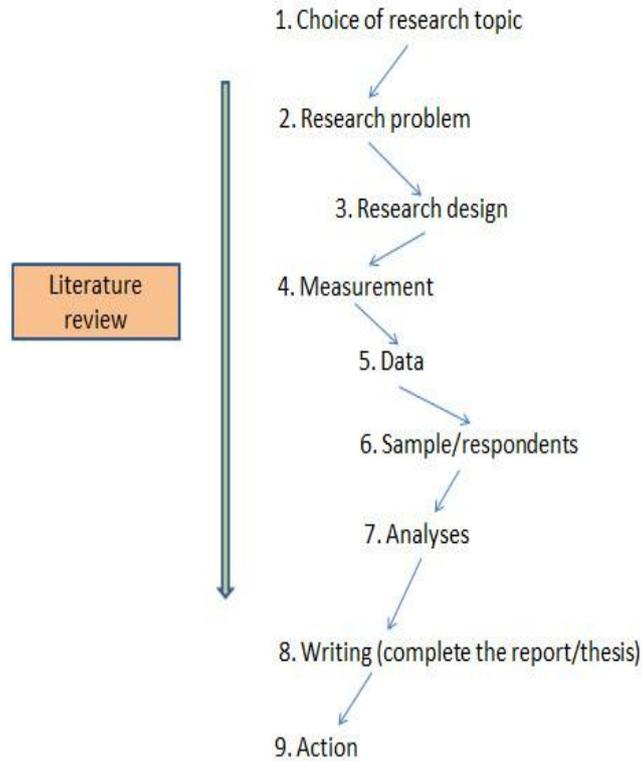 1. Choice of research topic
2. Research problem
3. Research design
Literature
review
4. Measurement
5. Data
6. Sample/respondents
7. Analyses
8. Writing (complete the report/thesis)
9. Action